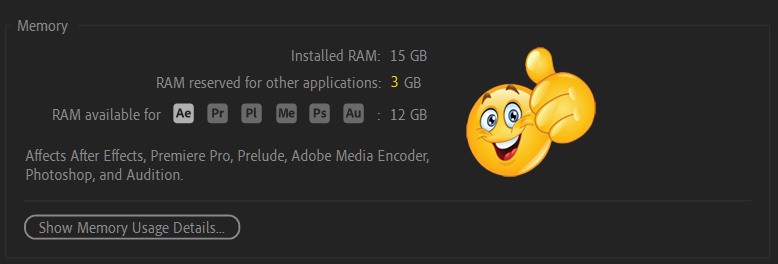 Memory
Installed RAM: 15 GB
RAM reserved for other applications: 3 GB
RAM available for Ae Pr Pl Me Ps Au : 12 GB
Affects After Effects, Premiere Pro, Prelude, Adobe Media Encoder,
Photoshop, and Audition.
Show Memory Usage Details...